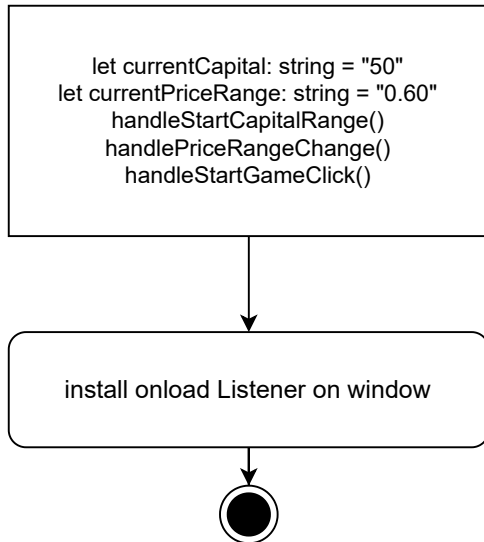 let currentCapital: string = "50"
let currentPriceRange: string = "0.60"
handleStartCapitalRange()
handlePriceRangeChange()
handleStartGameClick()
install onload Listener on window